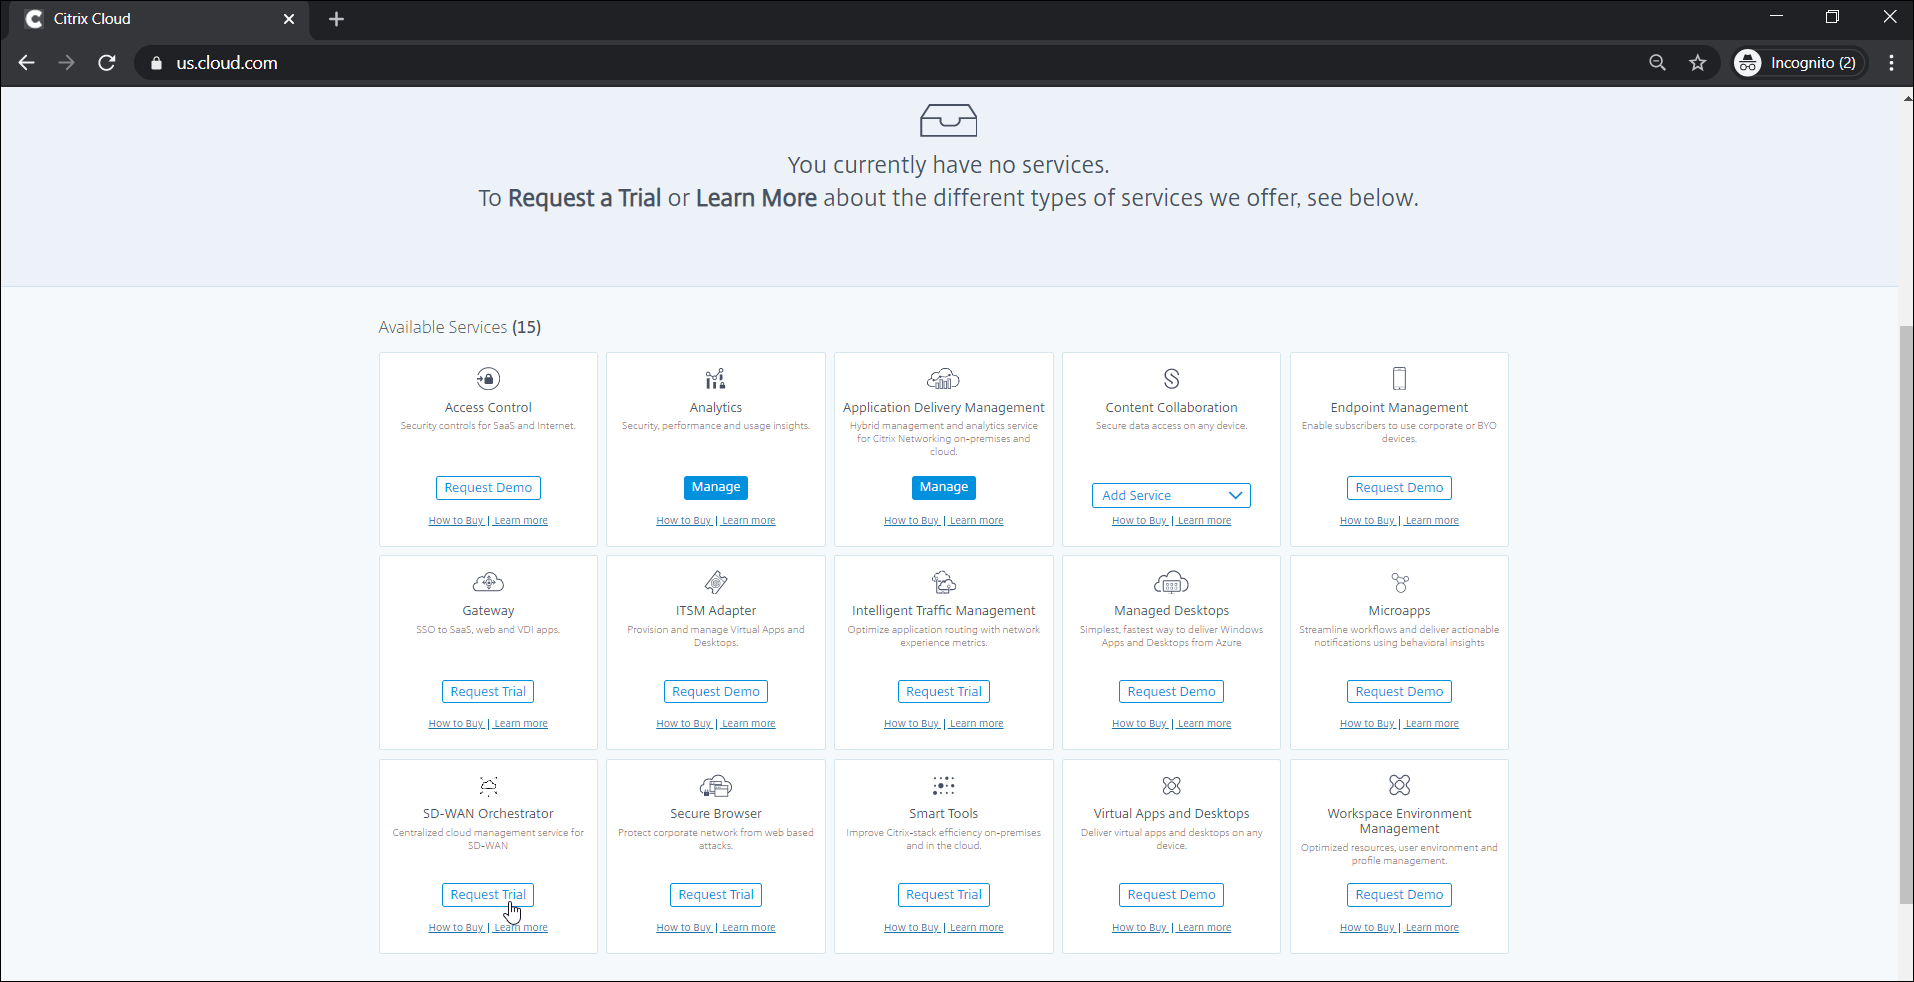 Citrix Cloud
us.cloud.com
Incognito (2)
You currently have no services.
To Request a Trial or Learn More about the different types of services we offer, see below.
Available Services (15)
Access Control
Security controls for SaaS and Internet.
Request Demo
How to Buy | Learn more
Analytics
Security, performance and usage insights.
Manage
How to Buy | Learn more
Application Delivery Management
Hybrid management and analytics service
for Citrix Networking on-premises and
cloud.
Manage
How to Buy | Learn more
Content Collaboration
Secure data access on any device.
Add Service
How to Buy | Learn more
Endpoint Management
Enable subscribers to use corporate or BYO
devices.
Request Demo
How to Buy | Learn more
Gateway
SSO to SaaS, web and VDI apps.
Request Trial
How to Buy | Learn more
ITSM Adapter
Provision and manage Virtual Apps and
Desktops.
Request Demo
How to Buy | Learn more
Intelligent Traffic Management
Optimize application routing with network
experience metrics.
Request Trial
How to Buy | Learn more
Managed Desktops
Simplest, fastest way to deliver Windows
Apps and Desktops from Azure
Request Demo
How to Buy | Learn more
Microapps
Streamline workflows and deliver actionable
notifications using behavioral insights
Request Demo
How to Buy | Learn more
SD-WAN Orchestrator
Centralized cloud management service for
SD-WAN
Request Trial
How to Buy | Learn more
Secure Browser
Protect corporate network from web based
attacks.
Request Trial
How to Buy | Learn more
Smart Tools
Improve Citrix-stack efficiency on-premises
and in the cloud.
Request Trial
How to Buy | Learn more
Virtual Apps and Desktops
Deliver virtual apps and desktops on any
device.
Request Demo
How to Buy | Learn more
Workspace Environment
Management
Optimized resources, user environment and
profile management.
Request Demo
How to Buy | Learn more